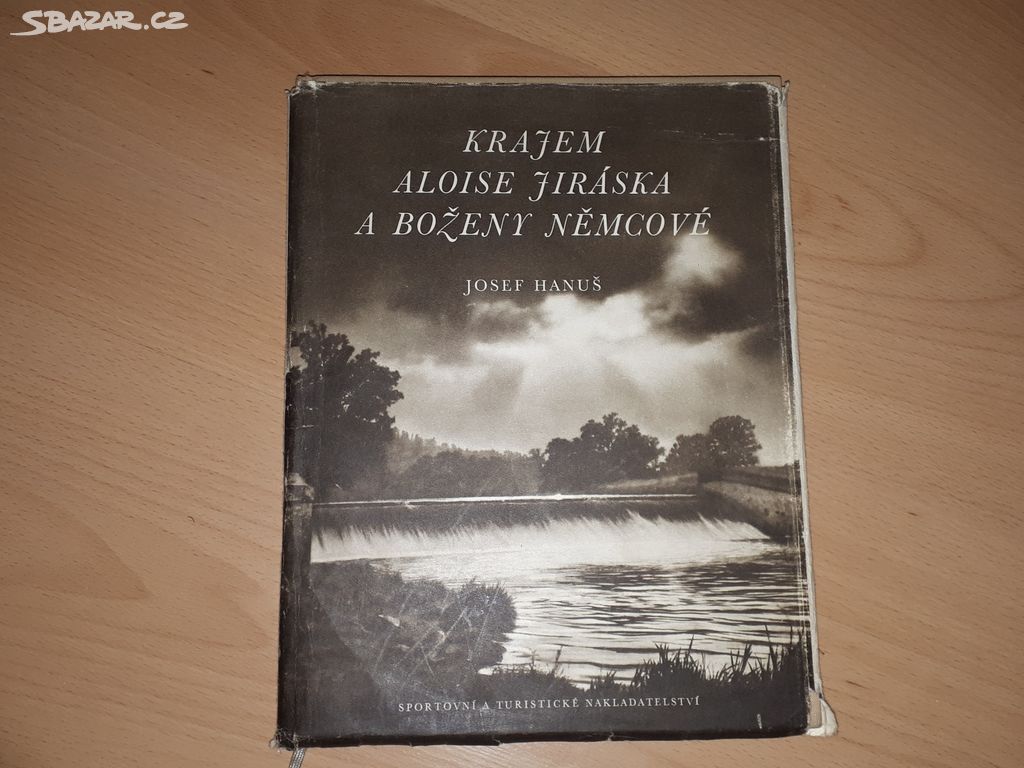 SBAZAR.CZ
KRAJEM
ALOISE JIRÁSKA
A BOŽENY NĚMCOVÉ
JOSEF HANUŠ
SPORTOVNÍ A TURISTICKÉ NAKLADATELSTVÍ